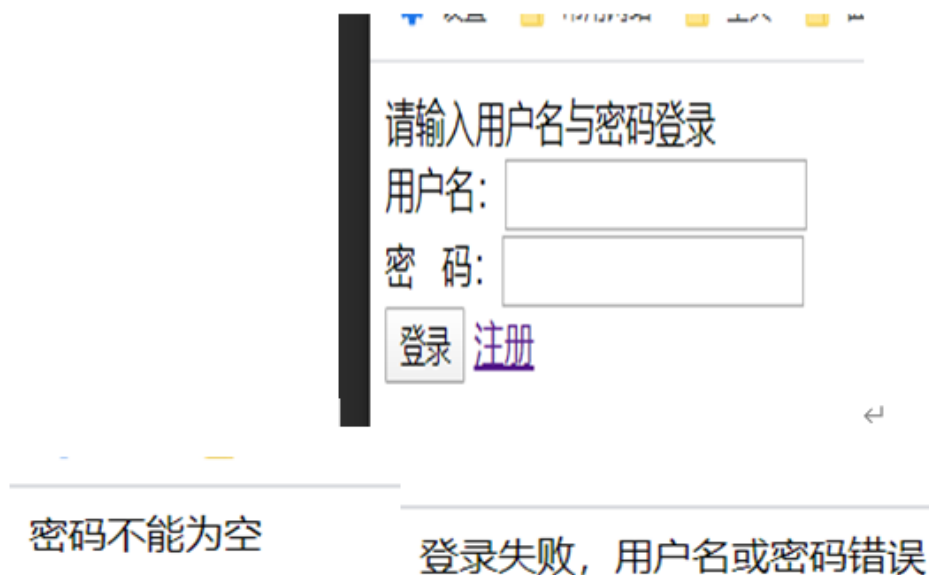 请输入用户名与密码登录
用户名：
密 码：
登录 注册
密码不能为空
登录失败，用户名或密码错误